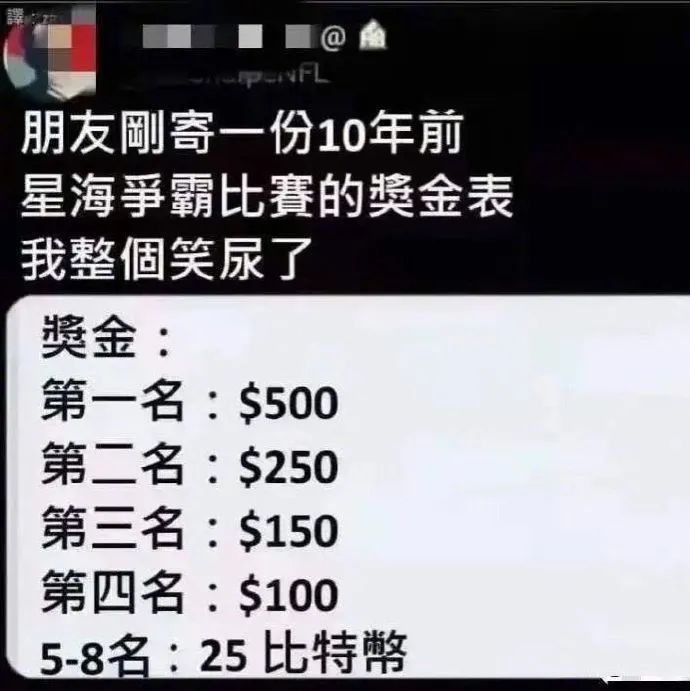 譯:
@
朋友剛寄一份10年前
星海爭霸比賽的獎金表
我整個笑尿了
獎金：
第一名：$500
第二名：$250
第三名：$150
第四名：$100
5-8名：25 比特幣